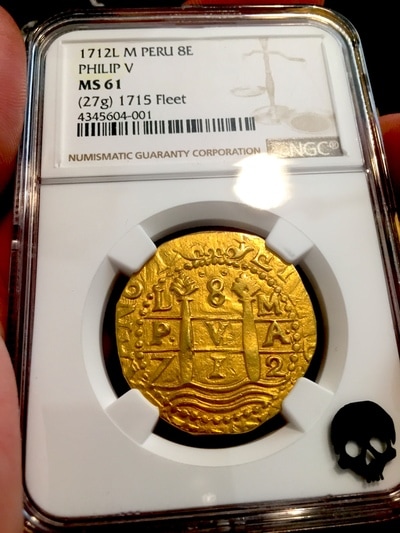 1712L M PERU 8E
PHILIP V
MS 61
(27g) 1715 Fleet
4345604-001
NUMISMATIC GUARANTY CORPORATION
NGC®
L 8 M
P. V A
7 1 2